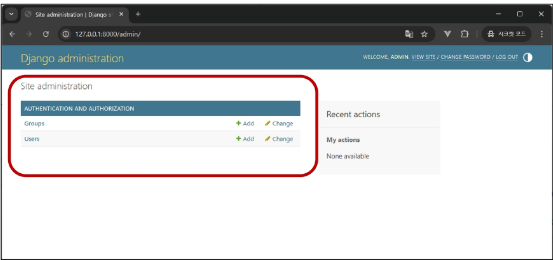 Site administration | Django s
127.0.0.1:8000/admin/
시크릿 모드
Django administration
WELCOME, ADMIN. VIEW SITE / CHANGE PASSWORD / LOG OUT
Site administration
AUTHENTICATION AND AUTHORIZATION
Groups + Add Change
Users + Add Change
Recent actions
My actions
None available